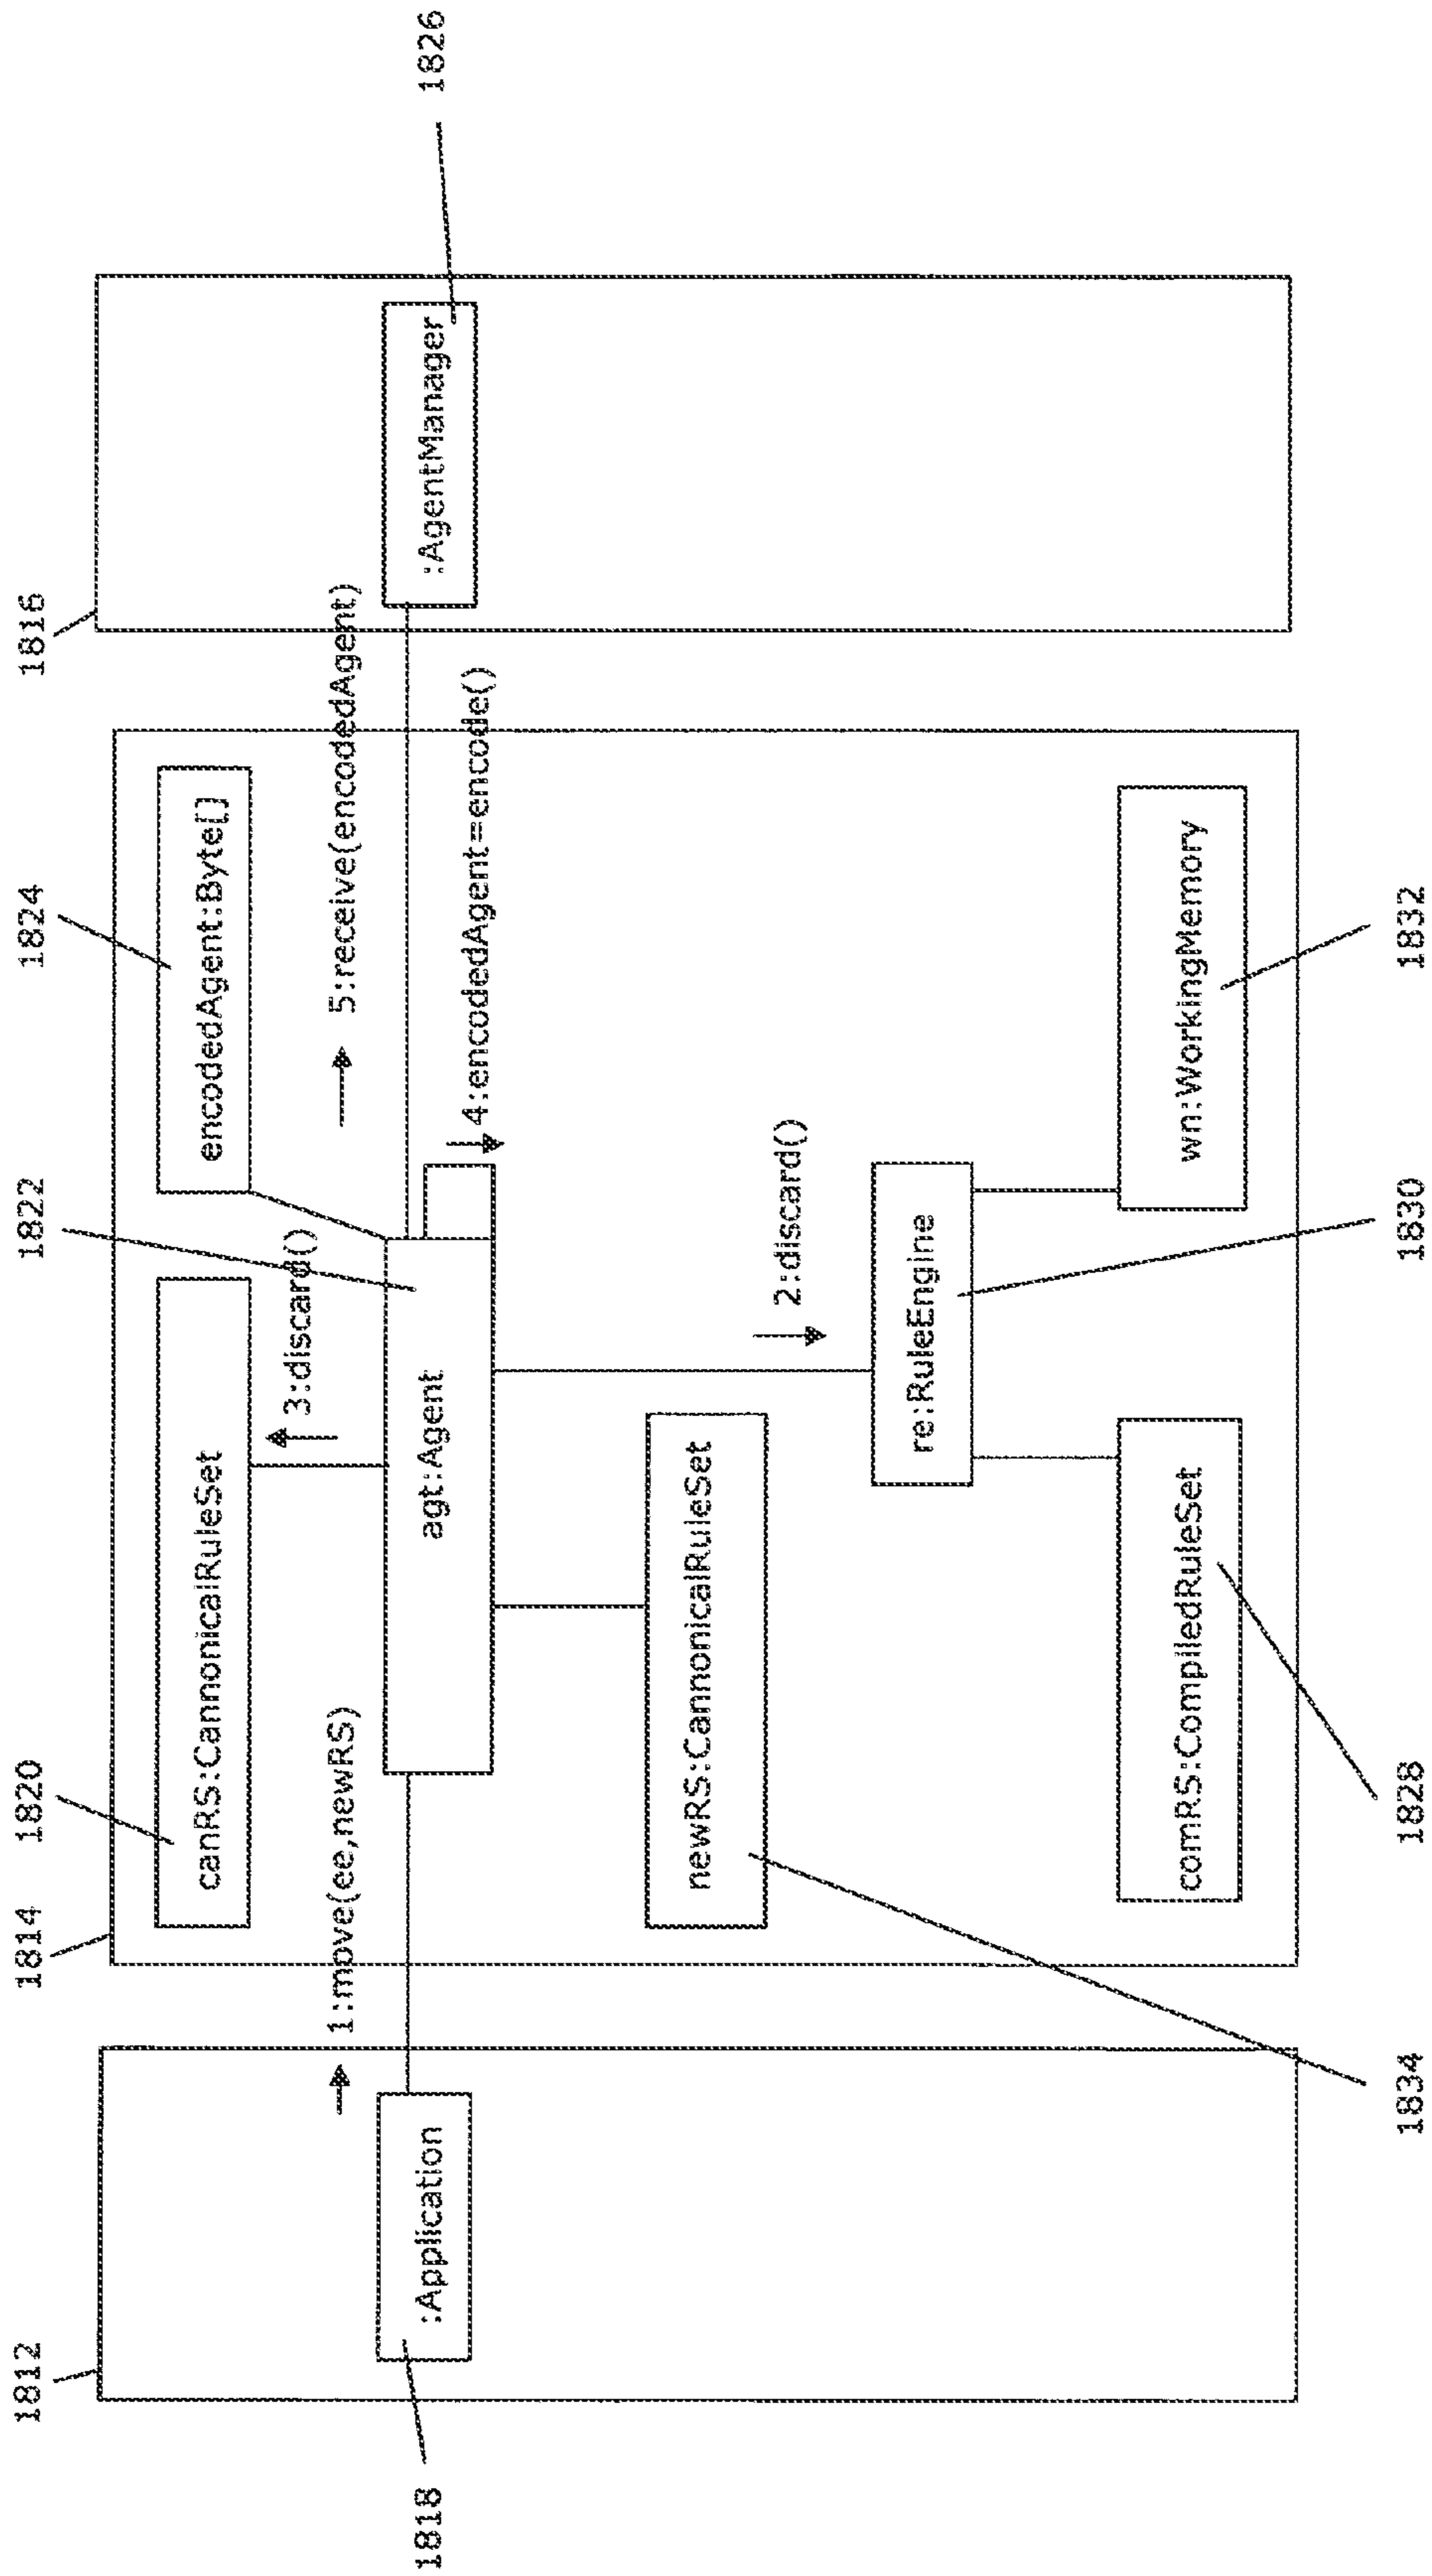 1812
1814
1820
1822
1824
1816
canRS:CannonicalRuleSet
encodedAgent:Byte[]
3:discard()
1:move(ee,newRS)
5:receive(encodedAgent)
:Application
agt:Agent
:AgentManager
1818
1826
4:encodedAgent=encode()
newRS:CannonicalRuleSet
2:discard()
re:RuleEngine
comRS:CompiledRuleSet
wn:WorkingMemory
1834
1828
1830
1832